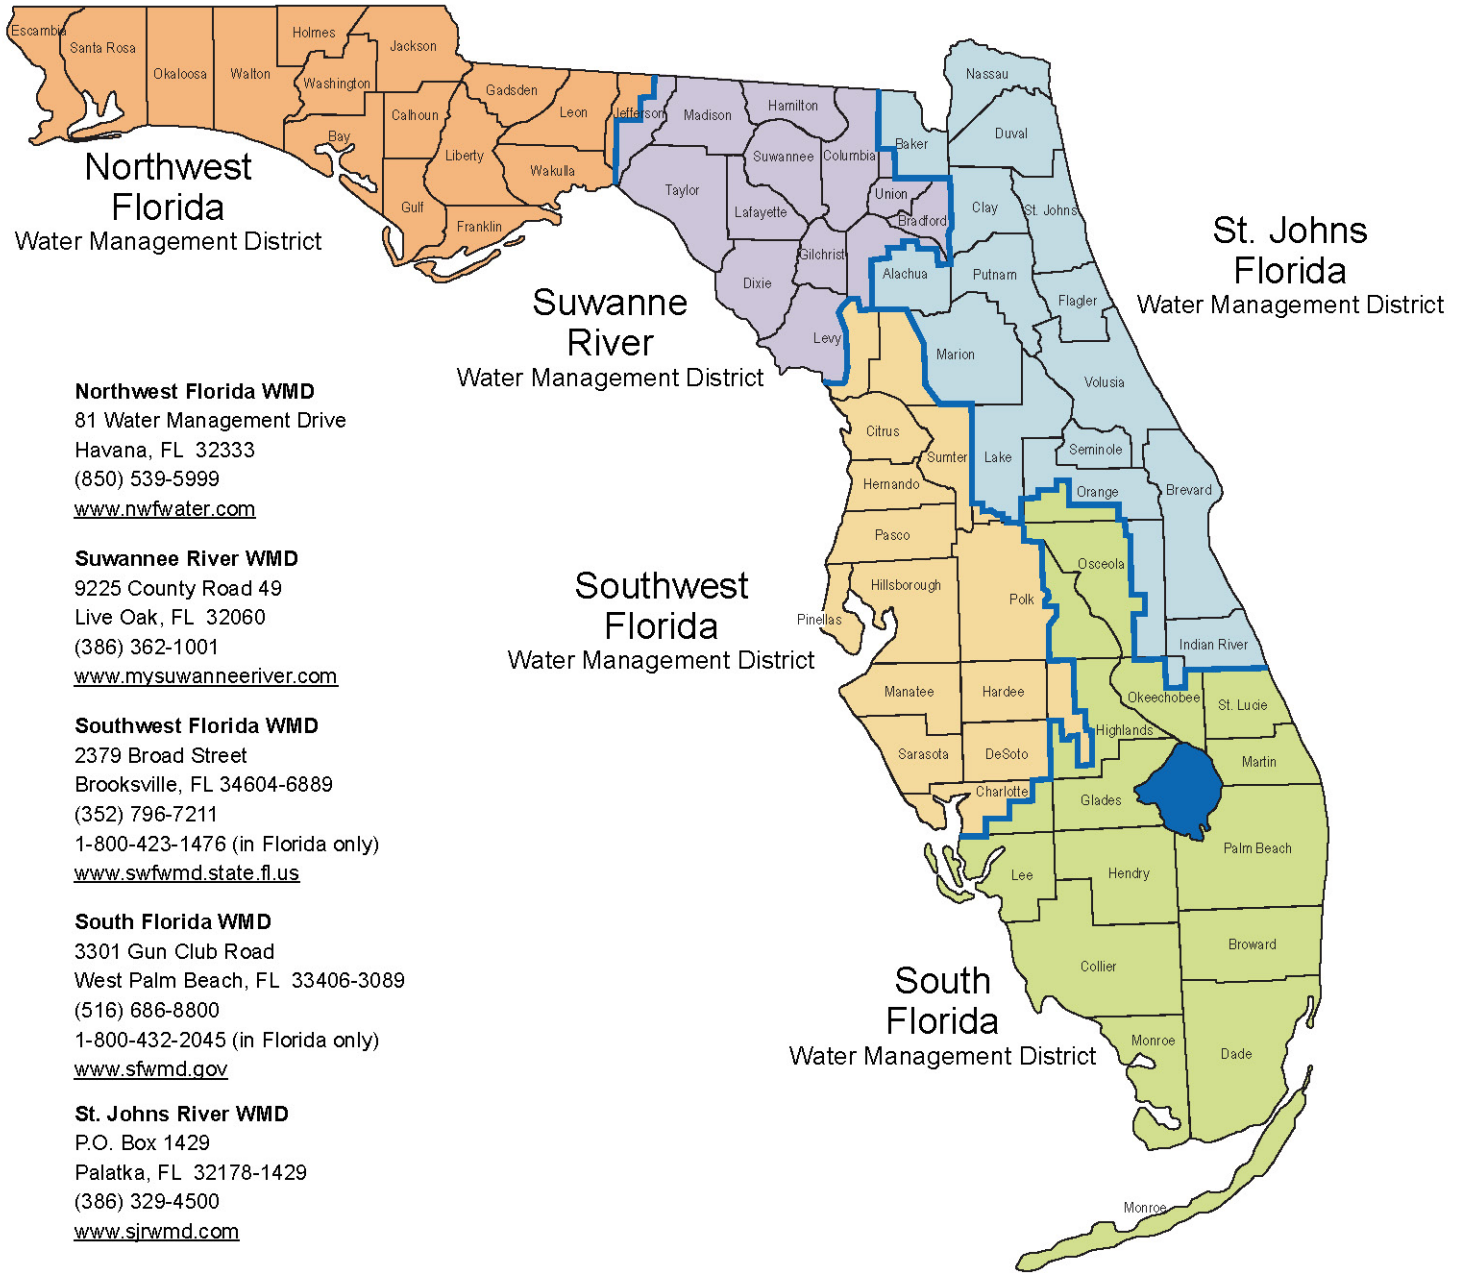 Escambia
Santa Rosa
Okaloosa
Walton
Holmes
Washington
Jackson
Bay
Calhoun
Gulf
Liberty
Gadsden
Franklin
Leon
Wakulla
Jefferson
Northwest
Florida
Water Management District
Madison
Hamilton
Suwannee
Columbia
Taylor
Lafayette
Union
Bradford
Gilchrist
Dixie
Levy
Suwanne
River
Water Management District
Nassau
Duval
Baker
Clay
St. Johns
Alachua
Putnam
Flagler
Marion
Volusia
Lake
Seminole
Orange
Brevard
Indian River
St. Johns
Florida
Water Management District
Citrus
Sumter
Hernando
Pasco
Hillsborough
Pinellas
Polk
Manatee
Hardee
Sarasota
DeSoto
Charlotte
Southwest
Florida
Water Management District
Osceola
Okeechobee
St. Lucie
Highlands
Martin
Glades
Palm Beach
Lee
Hendry
Broward
Collier
Monroe
Dade
Monroe
South
Florida
Water Management District
Northwest Florida WMD
81 Water Management Drive
Havana, FL 32333
(850) 539-5999
www.nwfwater.com
Suwannee River WMD
9225 County Road 49
Live Oak, FL 32060
(386) 362-1001
www.mysuwanneeriver.com
Southwest Florida WMD
2379 Broad Street
Brooksville, FL 34604-6889
(352) 796-7211
1-800-423-1476 (in Florida only)
www.swfwmd.state.fl.us
South Florida WMD
3301 Gun Club Road
West Palm Beach, FL 33406-3089
(516) 686-8800
1-800-432-2045 (in Florida only)
www.sfwmd.gov
St. Johns River WMD
P.O. Box 1429
Palatka, FL 32178-1429
(386) 329-4500
www.sjrwmd.com